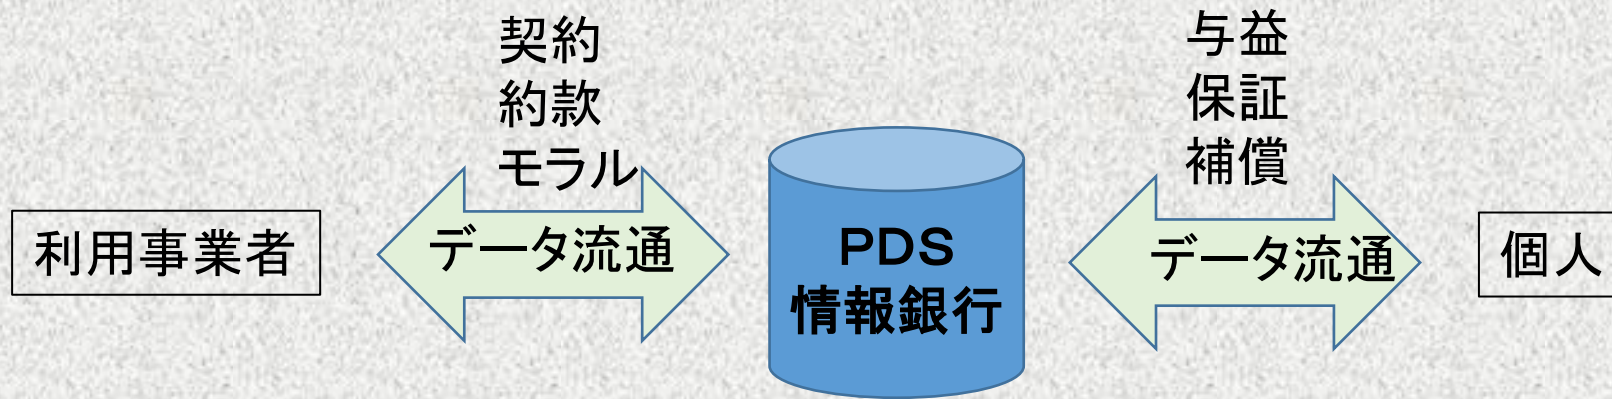 契約
約款
モラル
与益
保証
補償
利用事業者
データ流通
PDS
情報銀行
データ流通
個人